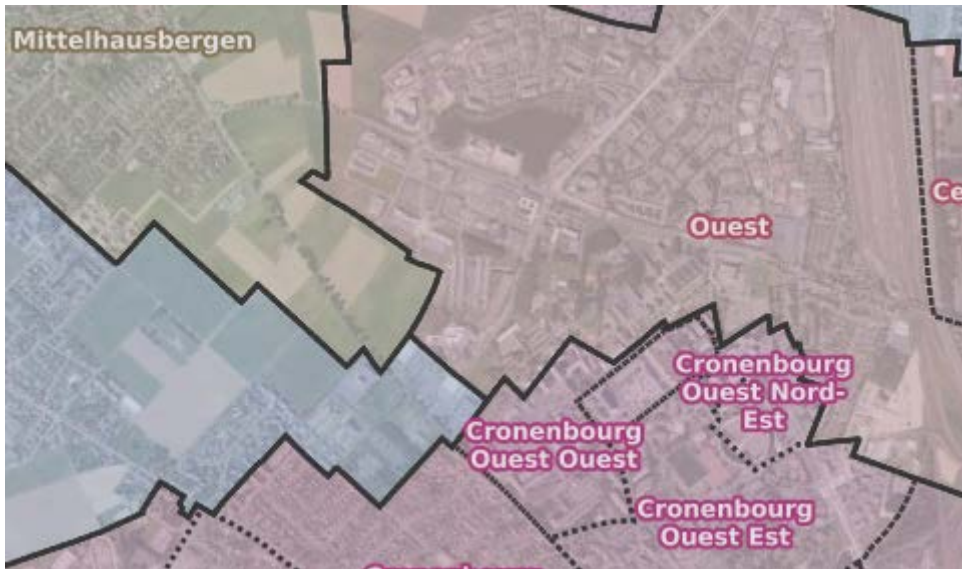 Mittelhausbergen
Ouest
Cronenbourg
Ouest Nord-
Est
Cronenbourg
Ouest Ouest
Cronenbourg
Ouest Est